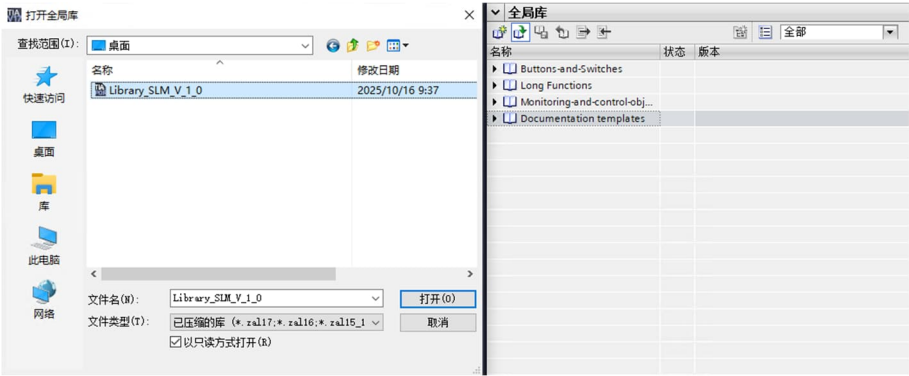 打开全局库
查找范围(I):
桌面
名称
修改日期
Library_SLM_V_1_0
2025/10/16 9:37
快速访问
桌面
库
此电脑
网络
文件名(N):
Library_SLM_V_1_0
打开(O)
文件类型(T):
已压缩的库 (*.zal17;*.zal16;*.zal15_1
取消
以只读方式打开(R)
全局库
全部
名称
状态
版本
Buttons-and-Switches
Long Functions
Monitoring-and-control-obj...
Documentation templates